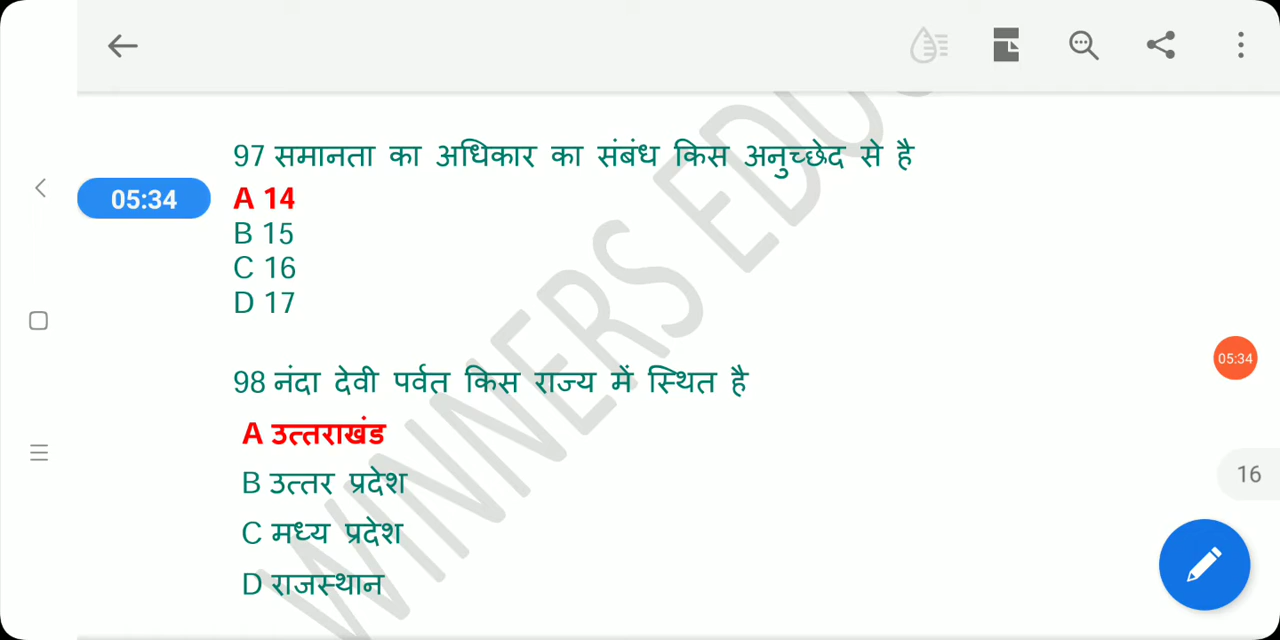 97 समानता का अधिकार का संबंध किस अनुच्छेद से है
05:34
A 14
B 15
C 16
D 17
05:34
98 नंदा देवी पर्वत किस राज्य में स्थित है
A उत्तराखंड
16
B उत्तर प्रदेश
C मध्य प्रदेश
D राजस्थान
WINNERS